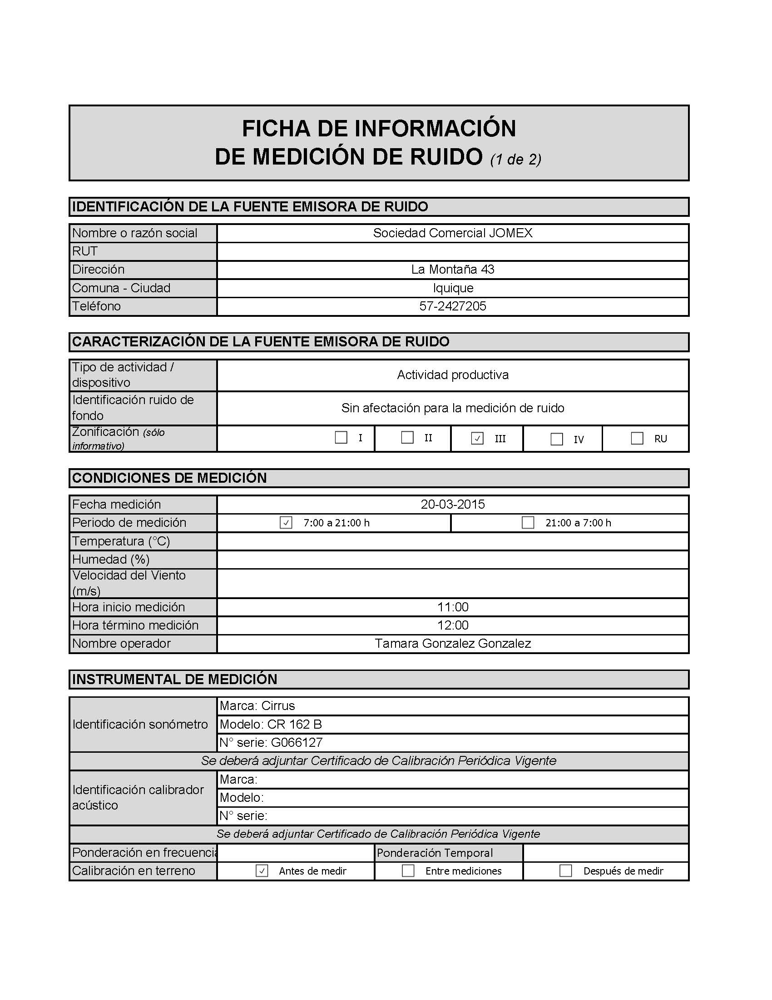 FICHA DE INFORMACIÓN
DE MEDICIÓN DE RUIDO (1 de 2)
IDENTIFICACIÓN DE LA FUENTE EMISORA DE RUIDO
Nombre o razón social Sociedad Comercial JOMEX
RUT
Dirección La Montaña 43
Comuna - Ciudad Iquique
Teléfono 57-2427205
CARACTERIZACIÓN DE LA FUENTE EMISORA DE RUIDO
Tipo de actividad /
dispositivo
Actividad productiva
Identificación ruido de
fondo
Sin afectación para la medición de ruido
Zonificación (sólo
informativo)
☐ I ☐ II ☑ III ☐ IV ☐ RU
CONDICIONES DE MEDICIÓN
Fecha medición 20-03-2015
Periodo de medición ☑ 7:00 a 21:00 h ☐ 21:00 a 7:00 h
Temperatura (°C)
Humedad (%)
Velocidad del Viento
(m/s)
Hora inicio medición 11:00
Hora término medición 12:00
Nombre operador Tamara Gonzalez Gonzalez
INSTRUMENTAL DE MEDICIÓN
Identificación sonómetro
Marca: Cirrus
Modelo: CR 162 B
N° serie: G066127
Se deberá adjuntar Certificado de Calibración Periódica Vigente
Identificación calibrador
acústico
Marca:
Modelo:
N° serie:
Se deberá adjuntar Certificado de Calibración Periódica Vigente
Ponderación en frecuencia Ponderación Temporal
Calibración en terreno ☑ Antes de medir ☐ Entre mediciones ☐ Después de medir